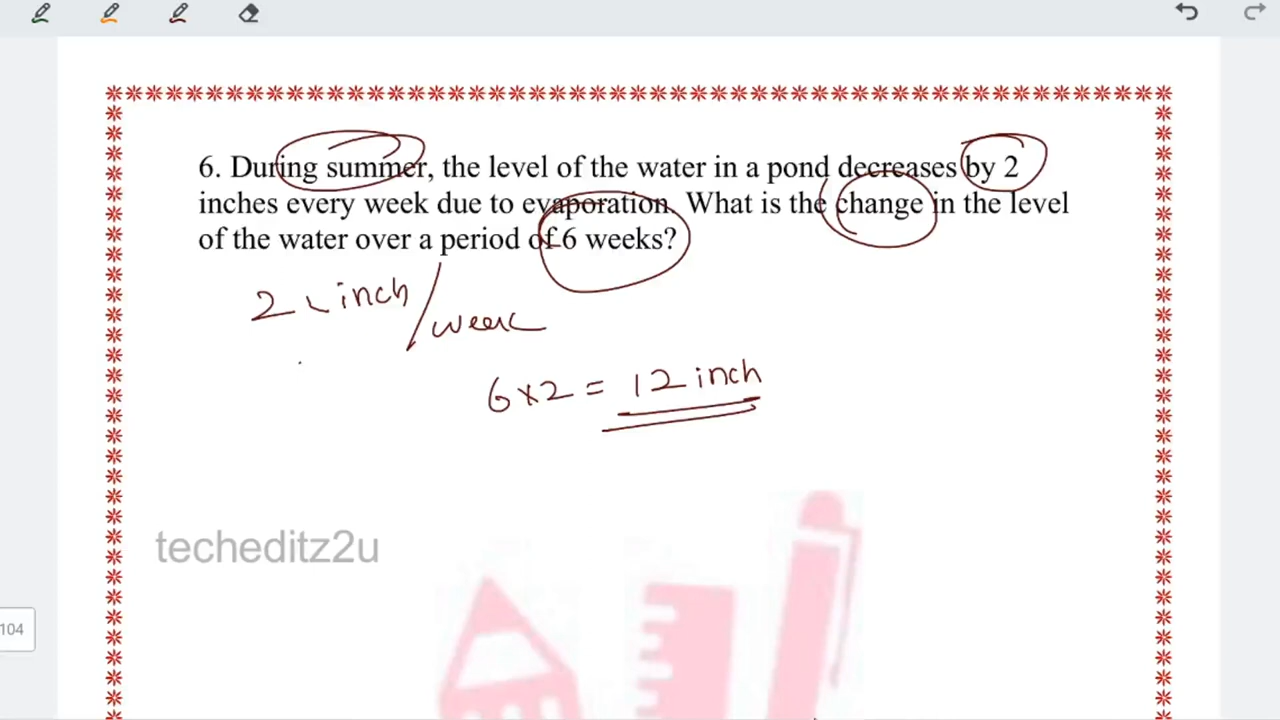 6. During summer, the level of the water in a pond decreases by 2
inches every week due to evaporation. What is the change in the level
of the water over a period of 6 weeks?
2 inch/week
6×2 = 12 inch
techeditz2u
104